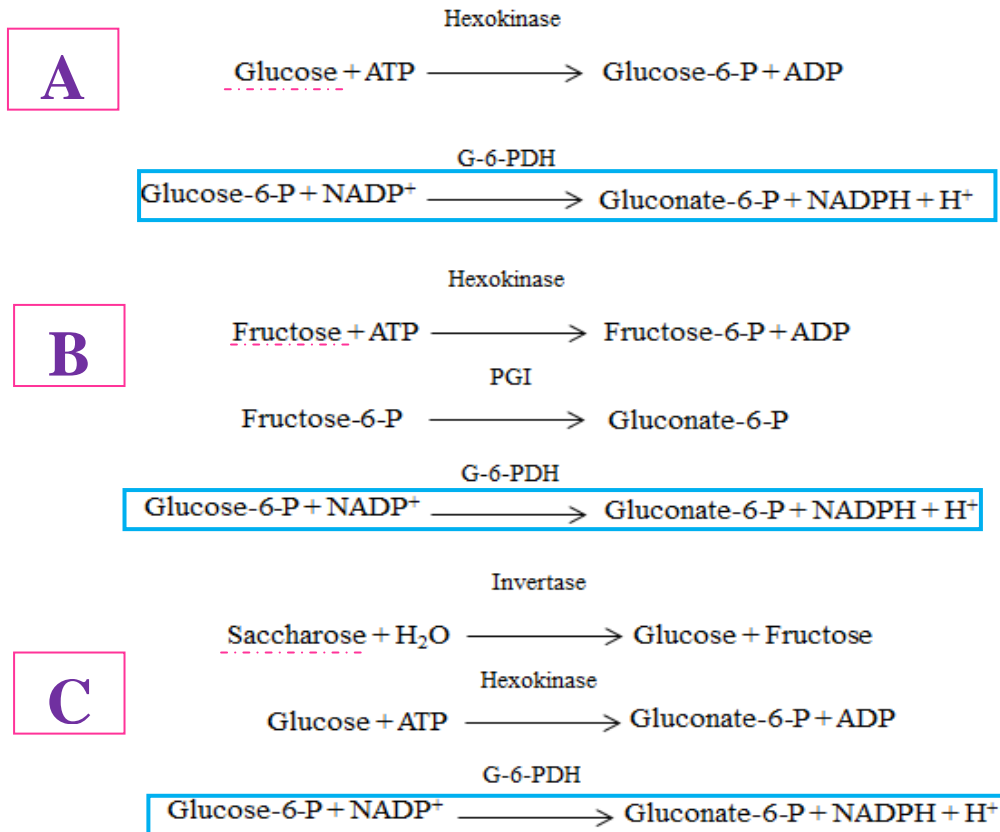 Hexokinase
A
Glucose + ATP ⟶ Glucose-6-P + ADP
G-6-PDH
Glucose-6-P + NADP⁺ ⟶ Gluconate-6-P + NADPH + H⁺
Hexokinase
B
Fructose + ATP ⟶ Fructose-6-P + ADP
PGI
Fructose-6-P ⟶ Gluconate-6-P
G-6-PDH
Glucose-6-P + NADP⁺ ⟶ Gluconate-6-P + NADPH + H⁺
Invertase
Saccharose + H₂O ⟶ Glucose + Fructose
C
Hexokinase
Glucose + ATP ⟶ Gluconate-6-P + ADP
G-6-PDH
Glucose-6-P + NADP⁺ ⟶ Gluconate-6-P + NADPH + H⁺